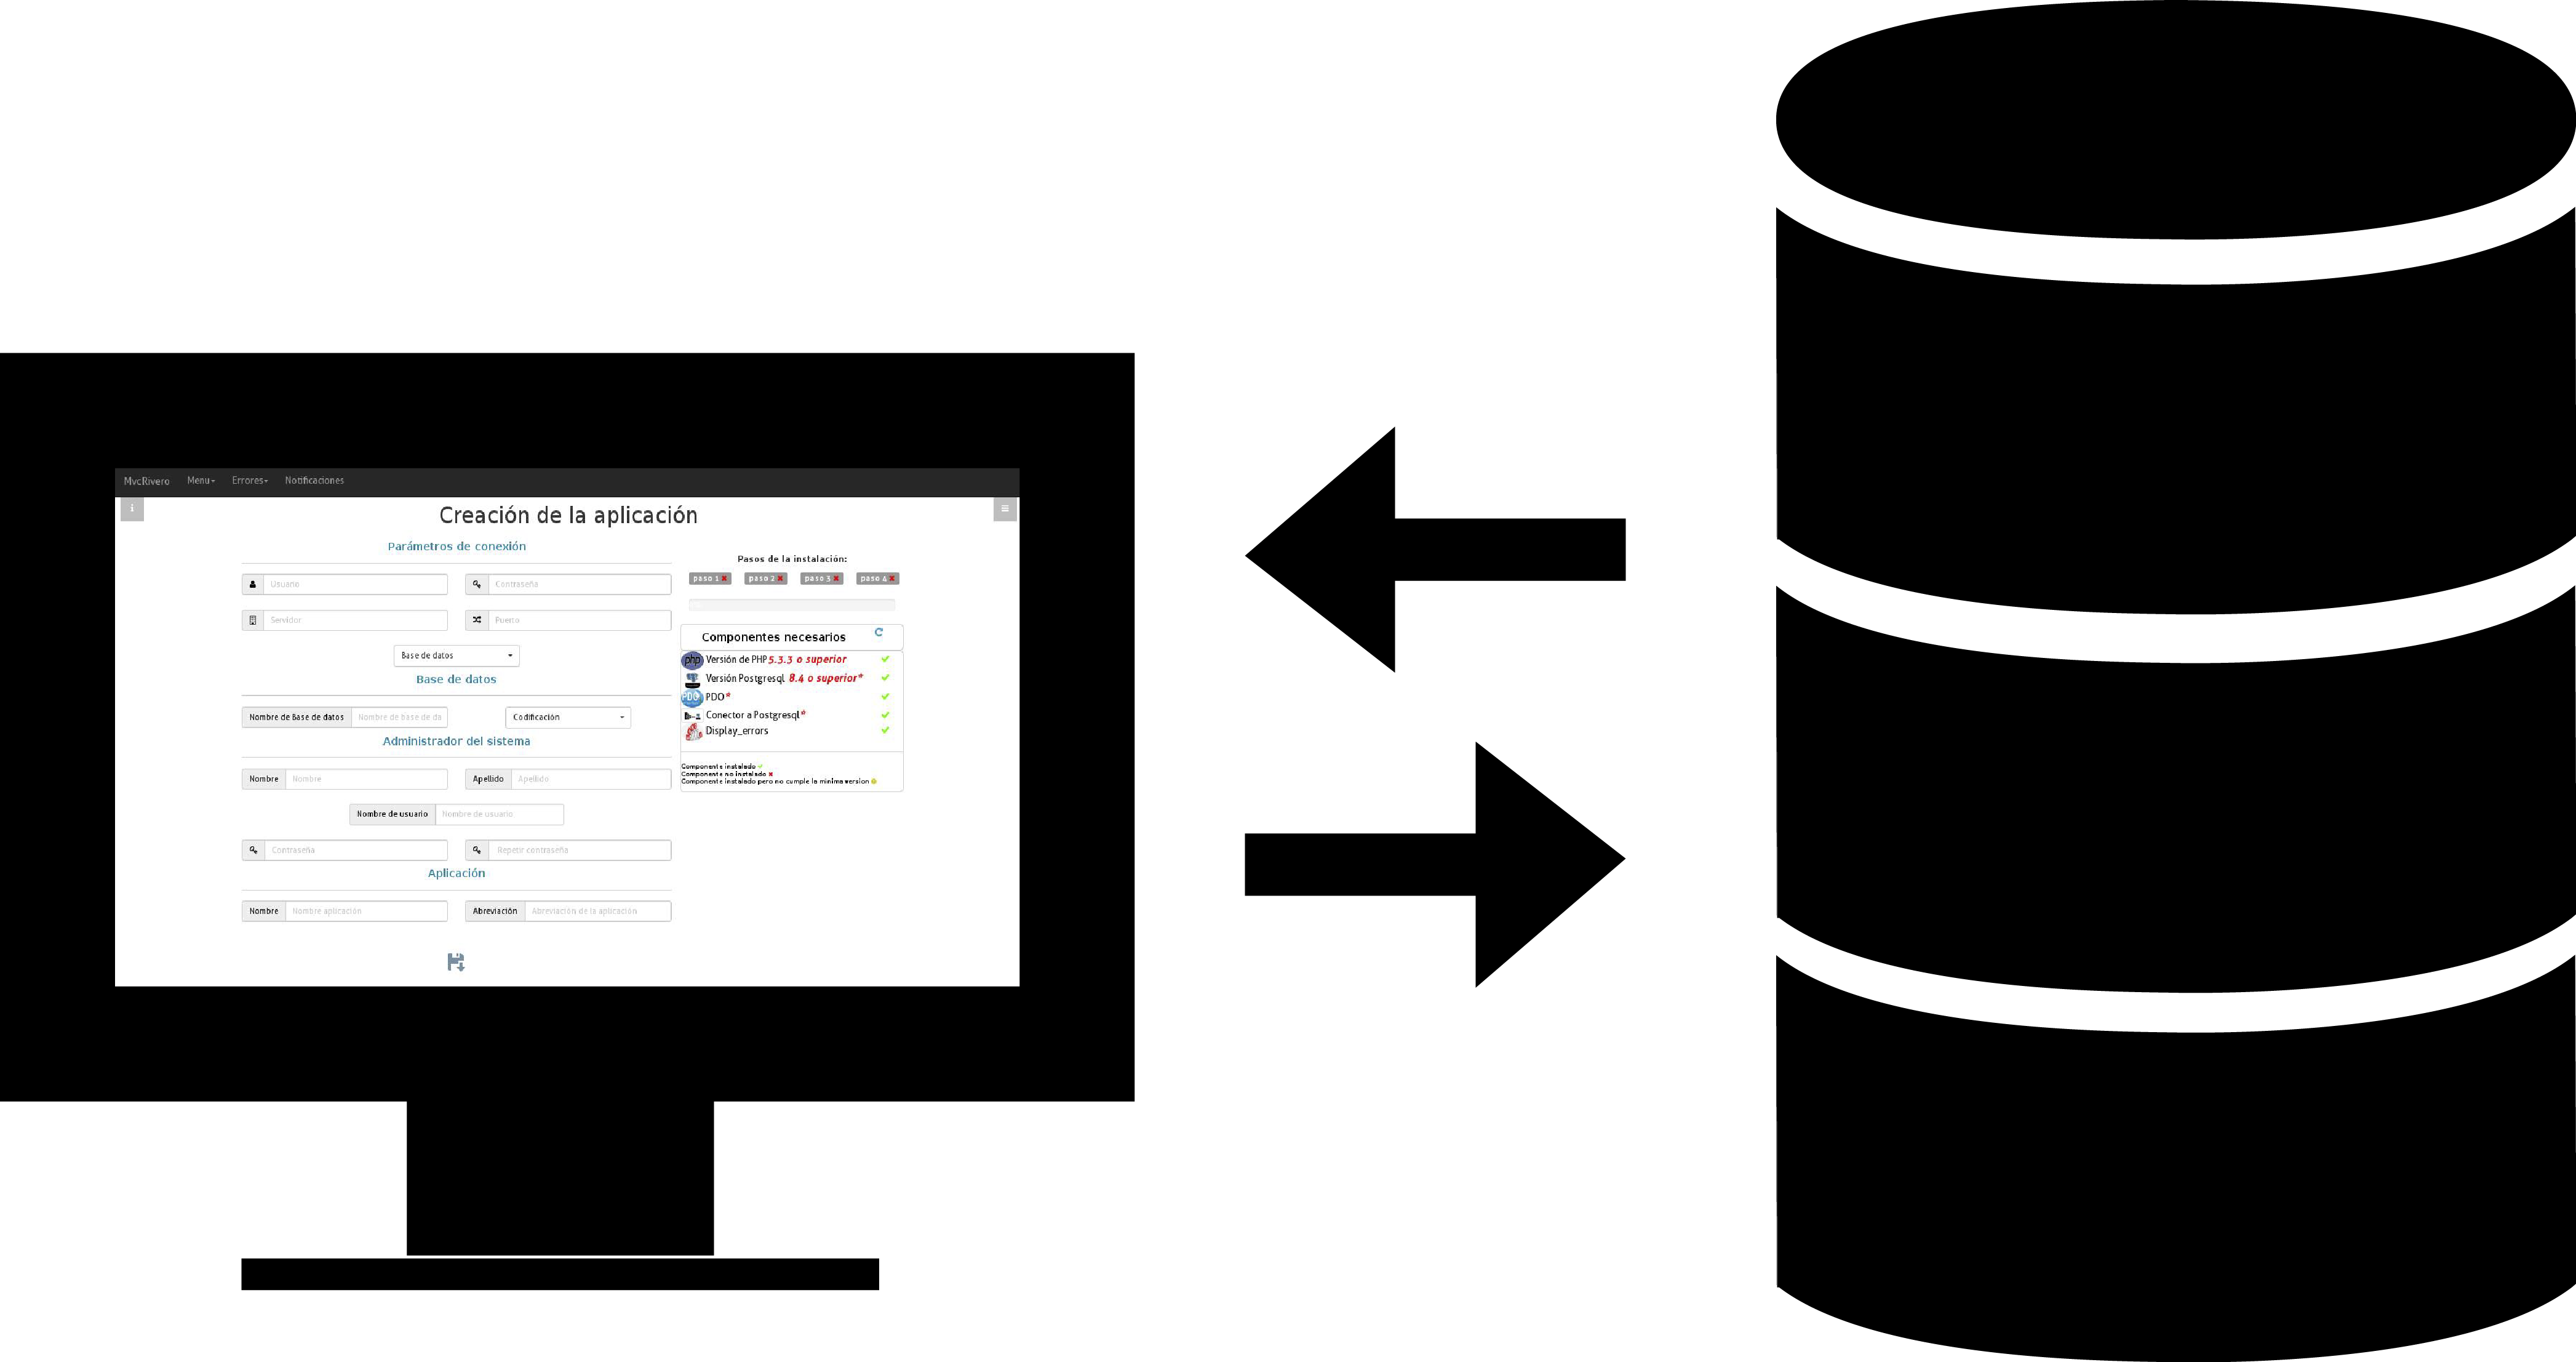 MvcRivero Menu Errores Notificaciones
Creación de la aplicación
Parámetros de conexión
Usuario Contraseña
Servidor Puerto
Base de datos
Base de datos
Nombre de Base de datos Nombre de base de da Codificación
Administrador del sistema
Nombre Nombre Apellido Apellido
Nombre de usuario Nombre de usuario
Contraseña Repetir contraseña
Aplicación
Nombre Nombre aplicación Abreviación Abreviación de la aplicación
Pasos de la instalación:
paso 1 paso 2 paso 3 paso 4
Componentes necesarios
php Versión de PHP 5.3.3 o superior
Versión Postgresql 8.4 o superior*
PDO PDO*
Conector a Postgresql*
Display_errors
Componente instalado
Componente no instalado
Componente instalado pero no cumple la minima version